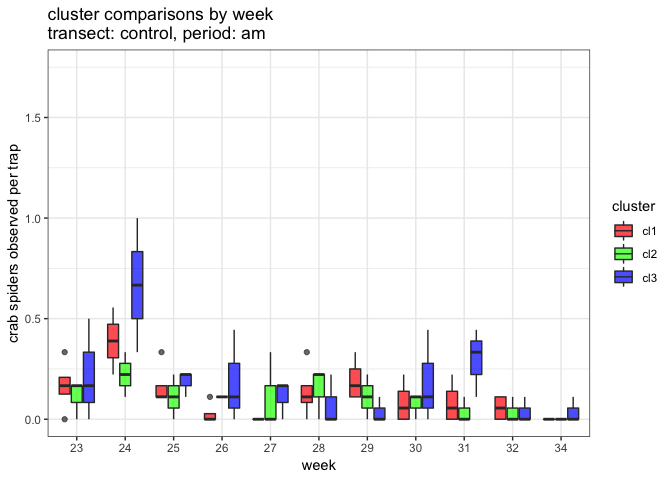 cluster comparisons by week
transect: control, period: am
crab spiders observed per trap
1.5
1.0
0.5
0.0
23 24 25 26 27 28 29 30 31 32 34
week
cluster
cl1
cl2
cl3